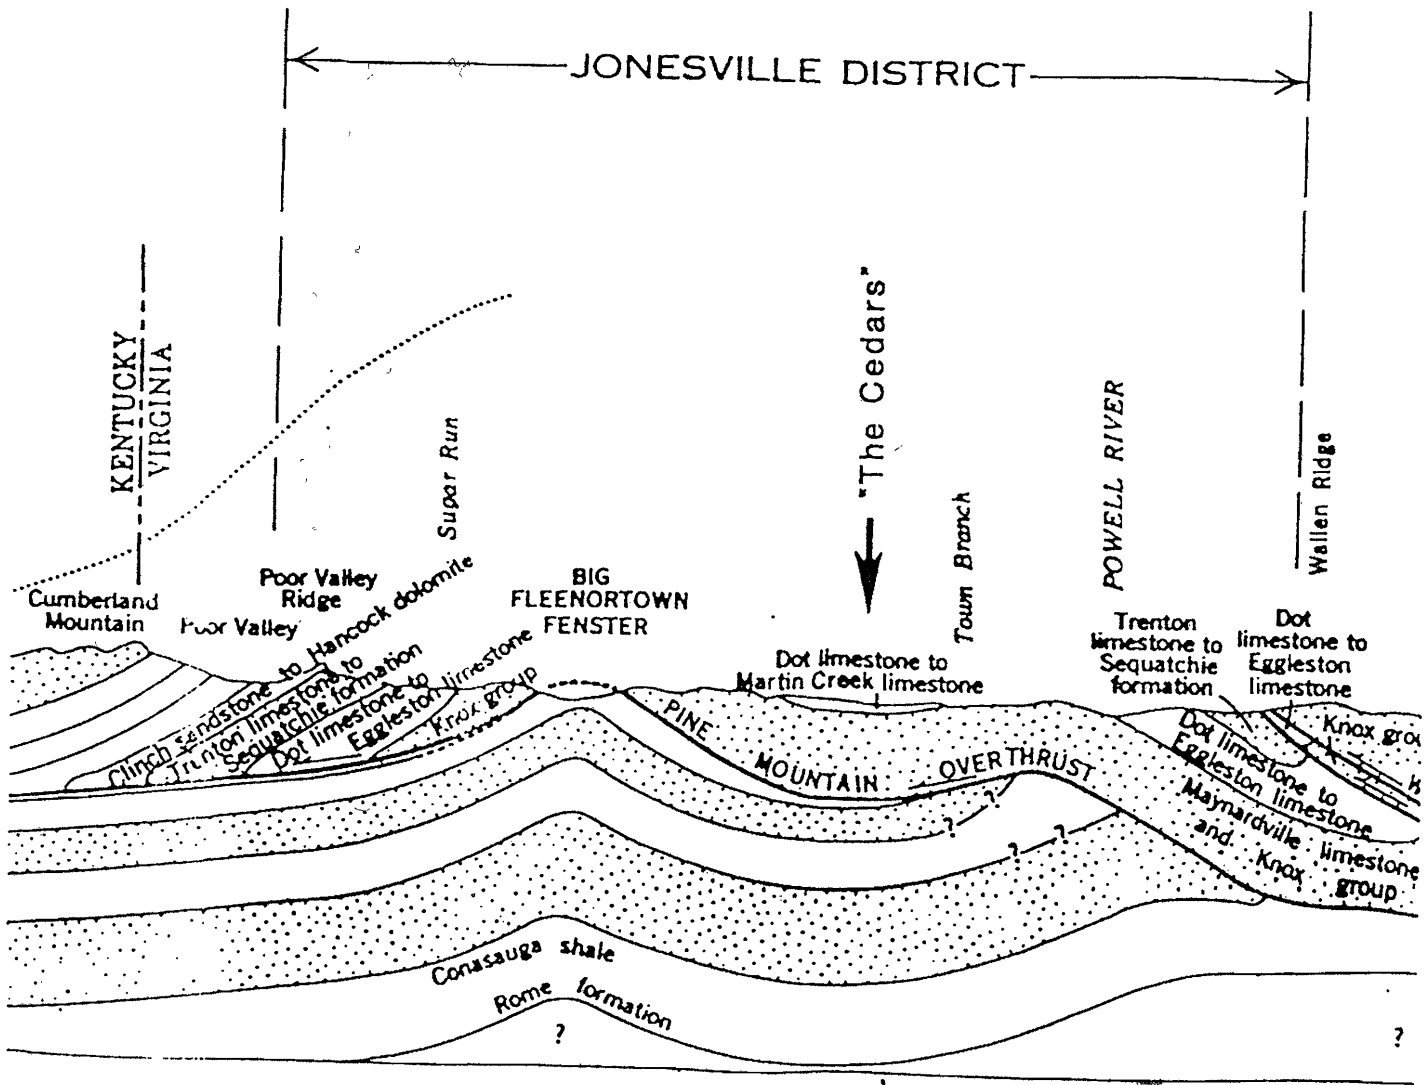 JONESVILLE DISTRICT
KENTUCKY
VIRGINIA
Sugar Run
"The Cedars"
Town Branch
POWELL RIVER
Wallen Ridge
Cumberland
Mountain
Poor Valley
Poor Valley
Ridge
BIG
FLEENORTOWN
FENSTER
Dot limestone to
Martin Creek limestone
Trenton
limestone to
Sequatchie
formation
Dot
limestone to
Eggleston
limestone
Clinch sandstone to Hancock dolomite
Trenton limestone to
Sequatchie formation
Dot limestone to
Eggleston limestone
Knox group
PINE MOUNTAIN OVERTHRUST
Dot limestone to
Eggleston limestone
Maynardville limestone
and Knox group
Knox grou
K
?
?
?
?
Conasauga shale
Rome formation
?
?